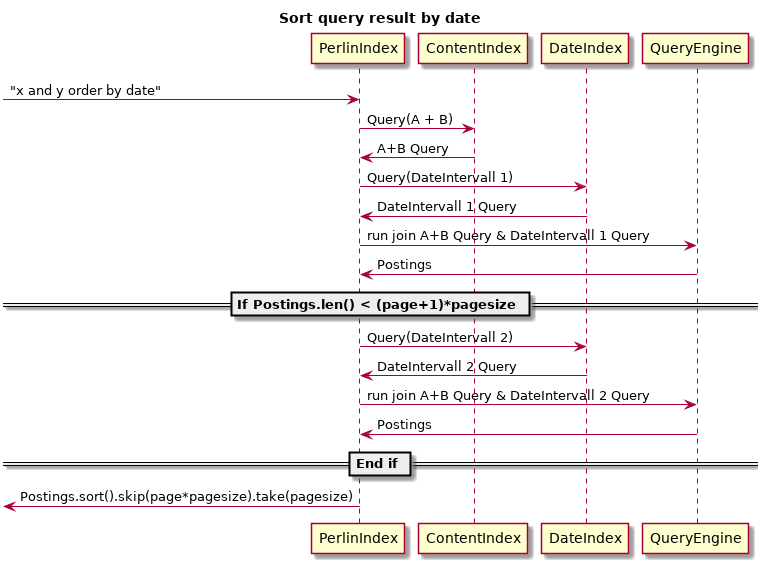 Sort query result by date
PerlinIndex ContentIndex DateIndex QueryEngine
"x and y order by date"
Query(A + B)
A+B Query
Query(DateIntervall 1)
DateIntervall 1 Query
run join A+B Query & DateIntervall 1 Query
Postings
If Postings.len() < (page+1)*pagesize
Query(DateIntervall 2)
DateIntervall 2 Query
run join A+B Query & DateIntervall 2 Query
Postings
End if
Postings.sort().skip(page*pagesize).take(pagesize)
PerlinIndex ContentIndex DateIndex QueryEngine